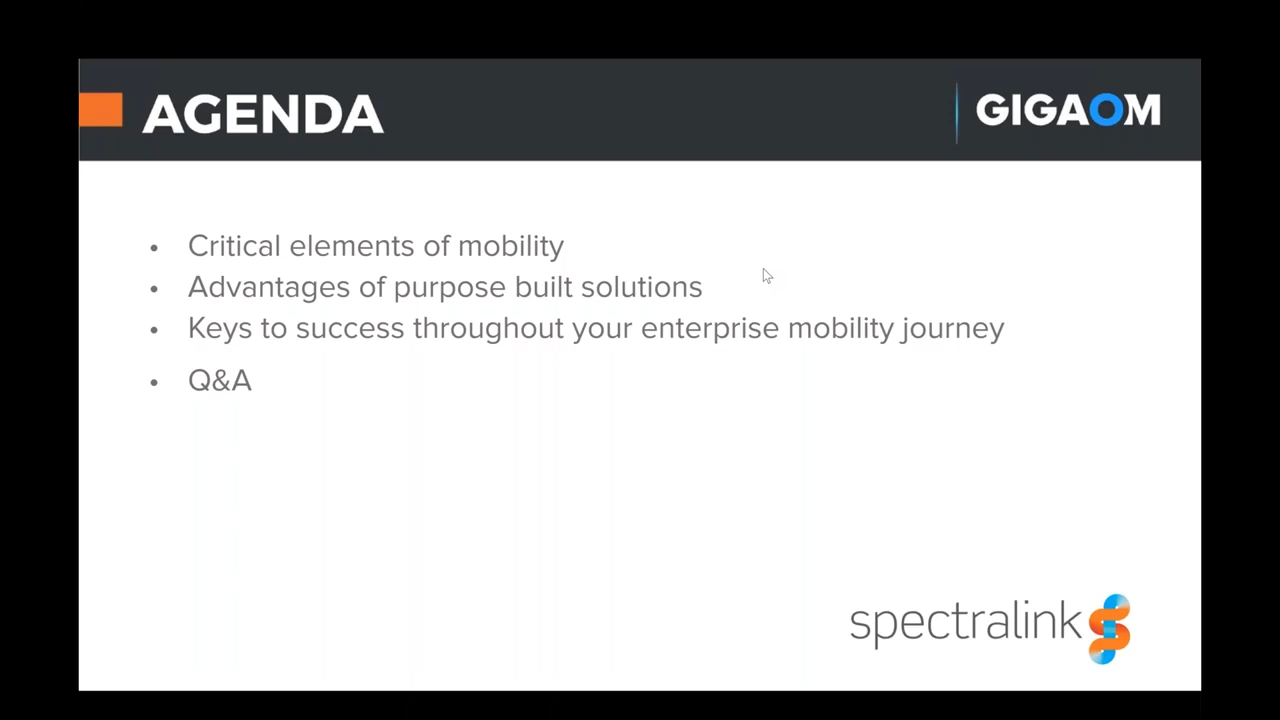 AGENDA
GIGAOM
• Critical elements of mobility
• Advantages of purpose built solutions
• Keys to success throughout your enterprise mobility journey
• Q&A
spectralink